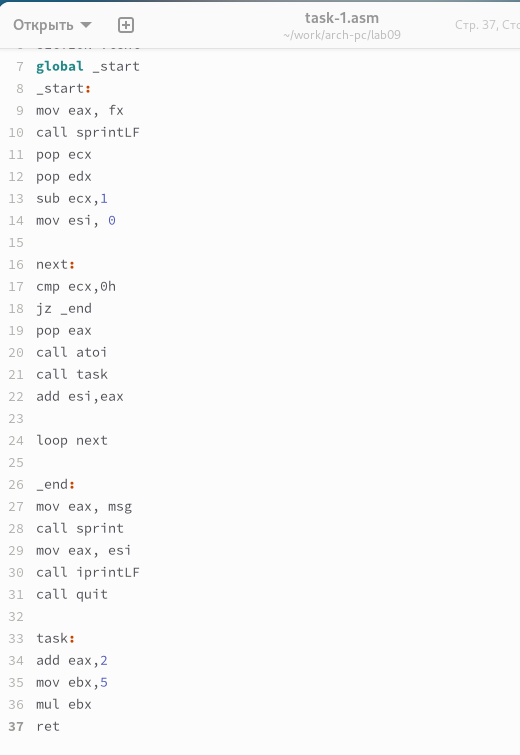 Открыть
task-1.asm
~/work/arch-pc/lab09
Стр. 37,
7 global _start
8 _start:
9 mov eax, fx
10 call sprintLF
11 pop ecx
12 pop edx
13 sub ecx,1
14 mov esi, 0
15
16 next:
17 cmp ecx,0h
18 jz _end
19 pop eax
20 call atoi
21 call task
22 add esi,eax
23
24 loop next
25
26 _end:
27 mov eax, msg
28 call sprint
29 mov eax, esi
30 call iprintLF
31 call quit
32
33 task:
34 add eax,2
35 mov ebx,5
36 mul ebx
37 ret